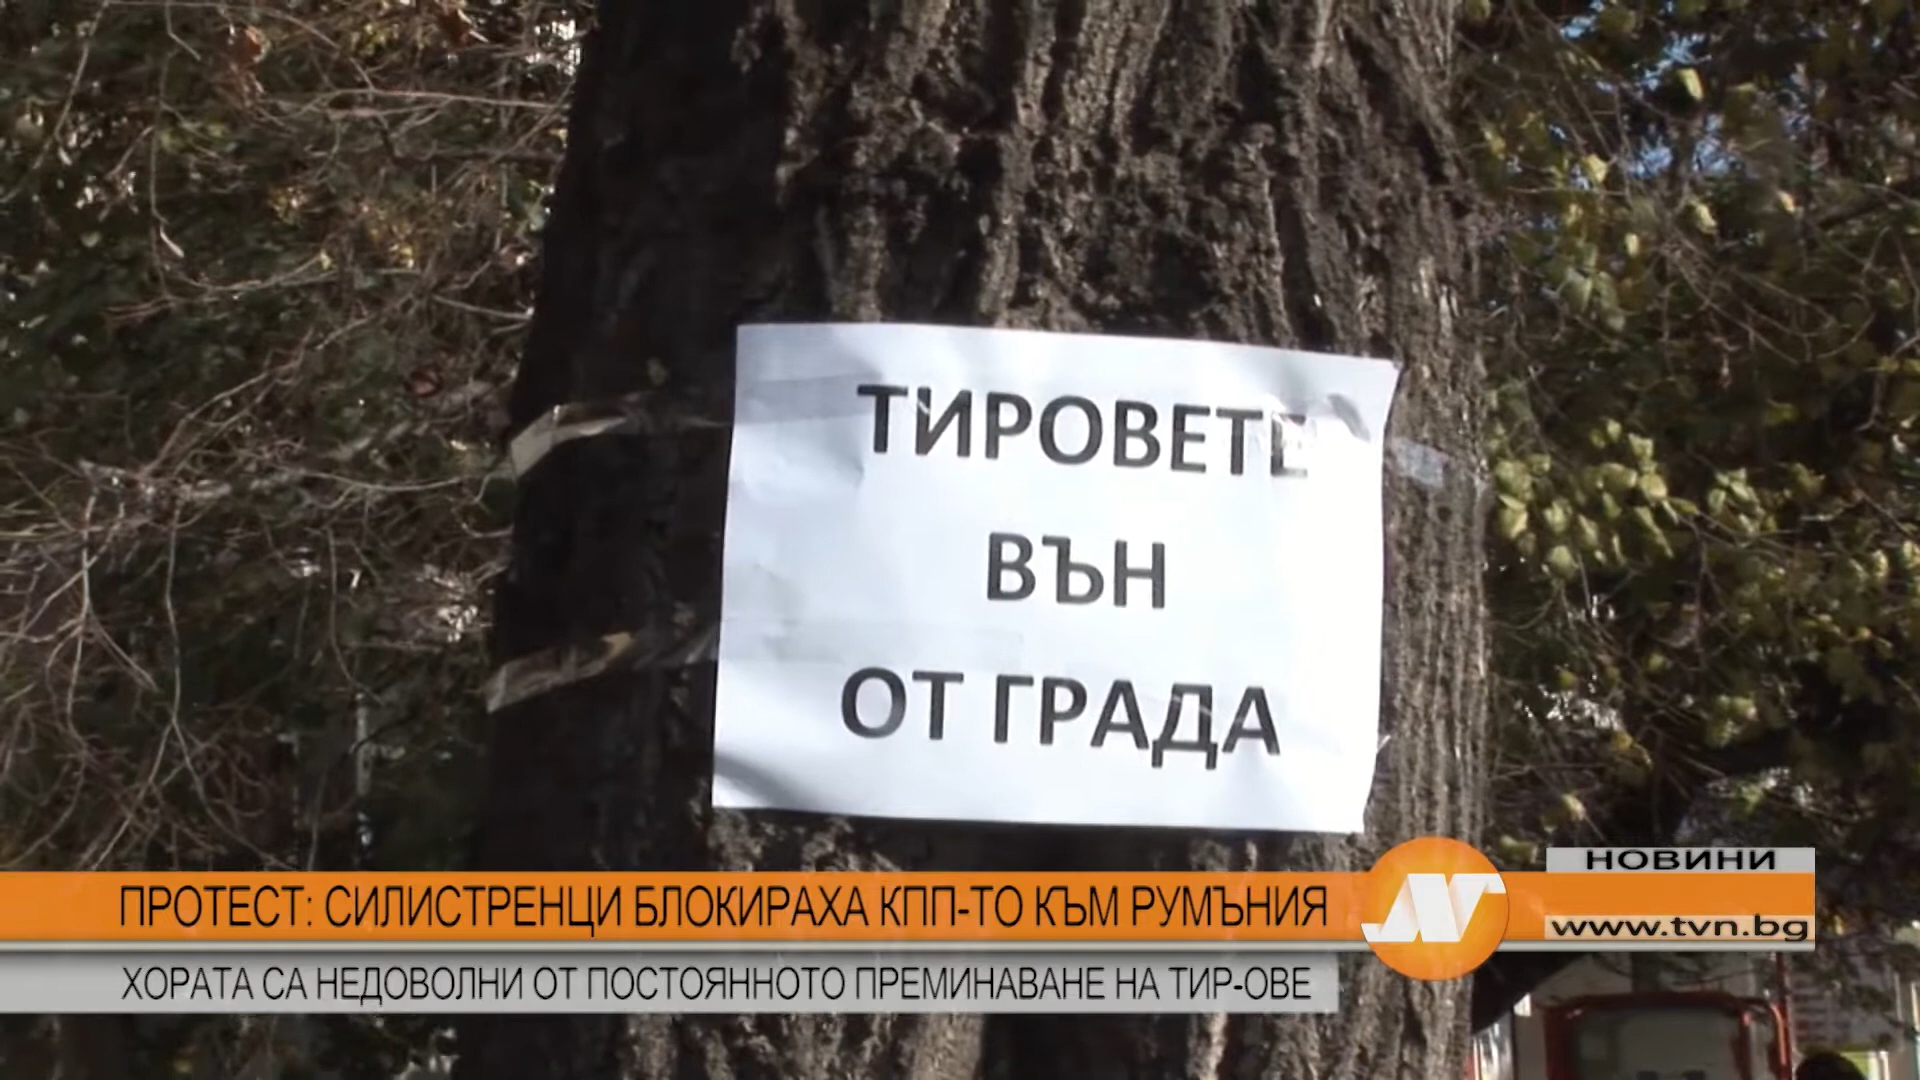 ТИРОВЕТЕ
ВЪН
ОТ ГРАДА
ПРОТЕСТ: СИЛИСТРЕНЦИ БЛОКИРАХА КПП-ТО КЪМ РУМЪНИЯ
ХОРАТА СА НЕДОВОЛНИ ОТ ПОСТОЯННОТО ПРЕМИНАВАНЕ НА ТИР-ОВЕ
НОВИНИ
www.tvn.bg